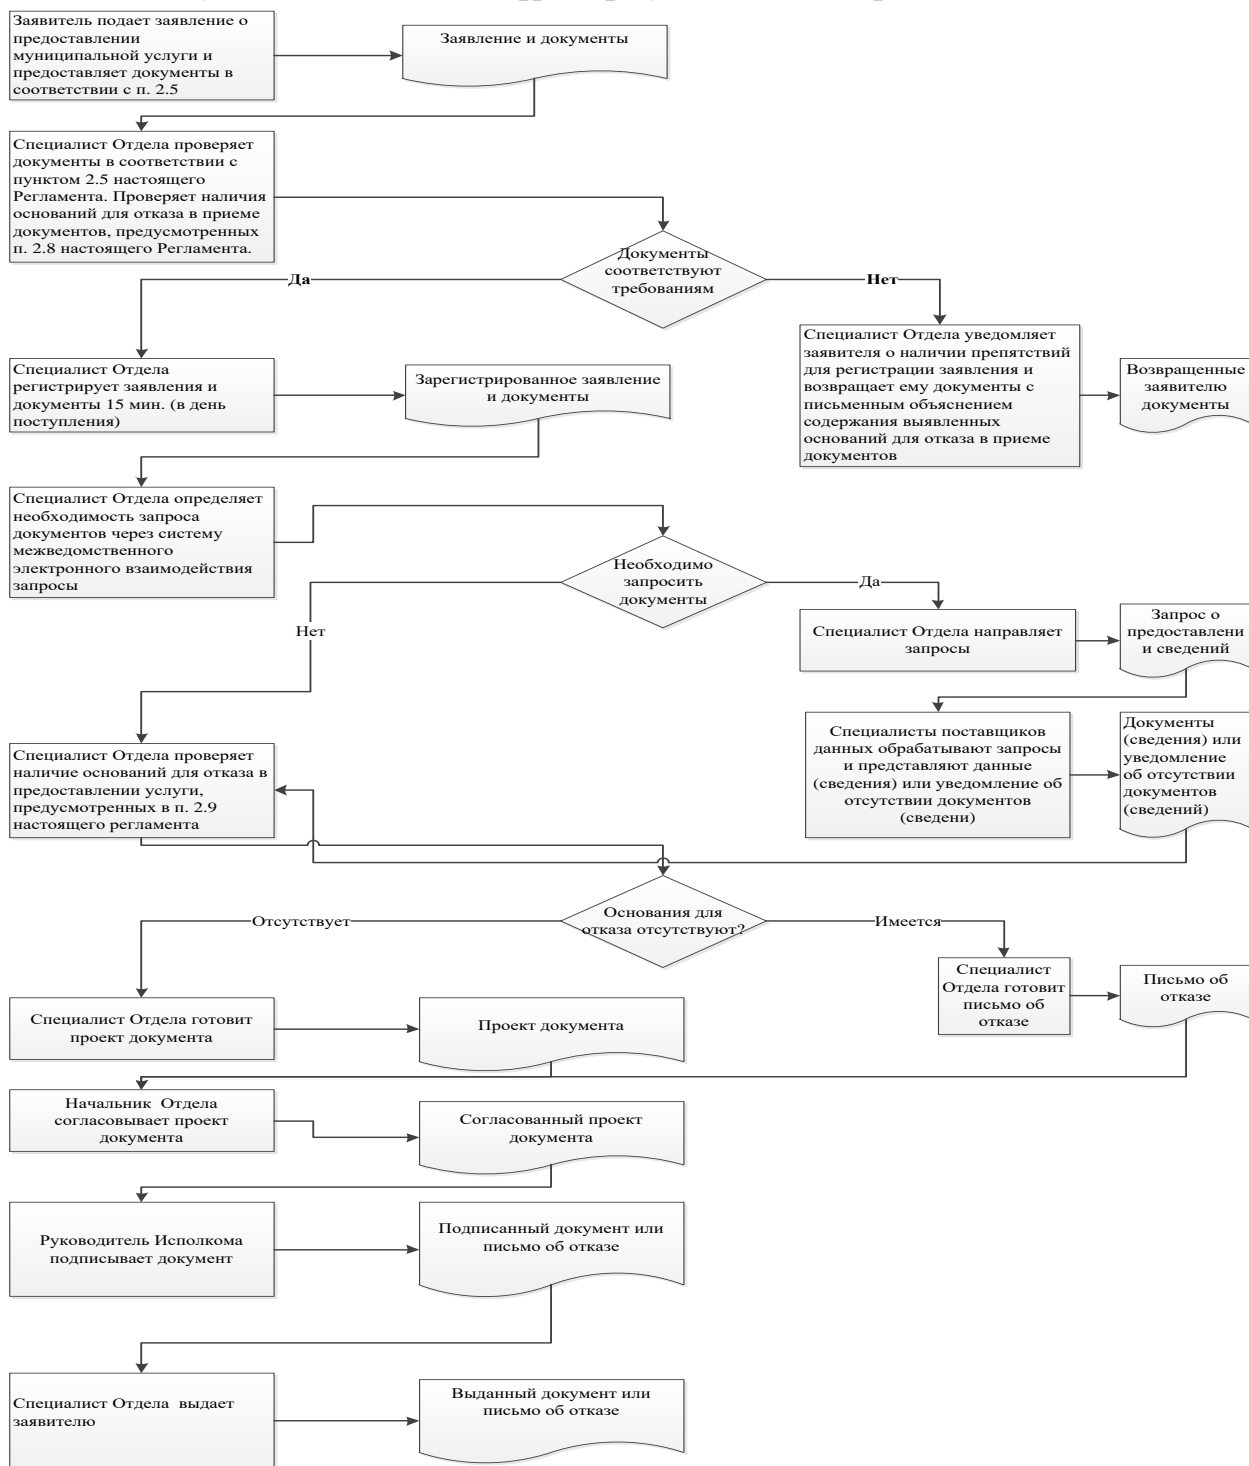 Заявитель подает заявление о
предоставлении
муниципальной услуги и
предоставляет документы в
соответствии с п. 2.5
Заявление и документы
Специалист Отдела проверяет
документы в соответствии с
пунктом 2.5 настоящего
Регламента. Проверяет наличия
оснований для отказа в приеме
документов, предусмотренных
п. 2.8 настоящего Регламента.
Документы
соответствуют
требованиям
Да
Нет
Специалист Отдела
регистрирует заявления и
документы 15 мин. (в день
поступления)
Зарегистрированное заявление
и документы
Специалист Отдела уведомляет
заявителя о наличии препятствий
для регистрации заявления и
возвращает ему документы с
письменным объяснением
содержания выявленных
оснований для отказа в приеме
документов
Возвращенные
заявителю
документы
Специалист Отдела определяет
необходимость запроса
документов через систему
межведомственного
электронного взаимодействия
запросы
Необходимо
запросить
документы
Да
Нет
Специалист Отдела направляет
запросы
Запрос о
предоставлени
и сведений
Специалисты поставщиков
данных обрабатывают запросы
и представляют данные
(сведения) или уведомление об
отсутствии документов
(сведени)
Документы
(сведения) или
уведомление
об отсутствии
документов
(сведений)
Специалист Отдела проверяет
наличие оснований для отказа в
предоставлении услуги,
предусмотренных в п. 2.9
настоящего регламента
Основания для
отказа отсутствуют?
Отсутствует
Имеется
Специалист
Отдела готовит
письмо об
отказе
Письмо об
отказе
Специалист Отдела готовит
проект документа
Проект документа
Начальник  Отдела
согласовывает проект
документа
Согласованный проект
документа
Руководитель Исполкома
подписывает документ
Подписанный документ или
письмо об отказе
Специалист Отдела  выдает
заявителю
Выданный документ или
письмо об отказе